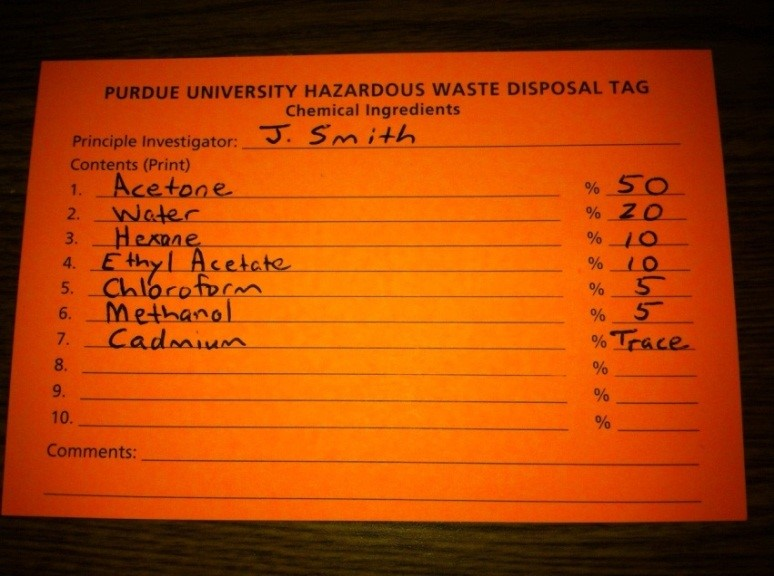 PURDUE UNIVERSITY HAZARDOUS WASTE DISPOSAL TAG
Chemical Ingredients
Principle Investigator: J. Smith
Contents (Print)
1. Acetone % 50
2. Water % 20
3. Hexane % 10
4. Ethyl Acetate % 10
5. Chloroform % 5
6. Methanol % 5
7. Cadmium % Trace
8. %
9. %
10. %
Comments: